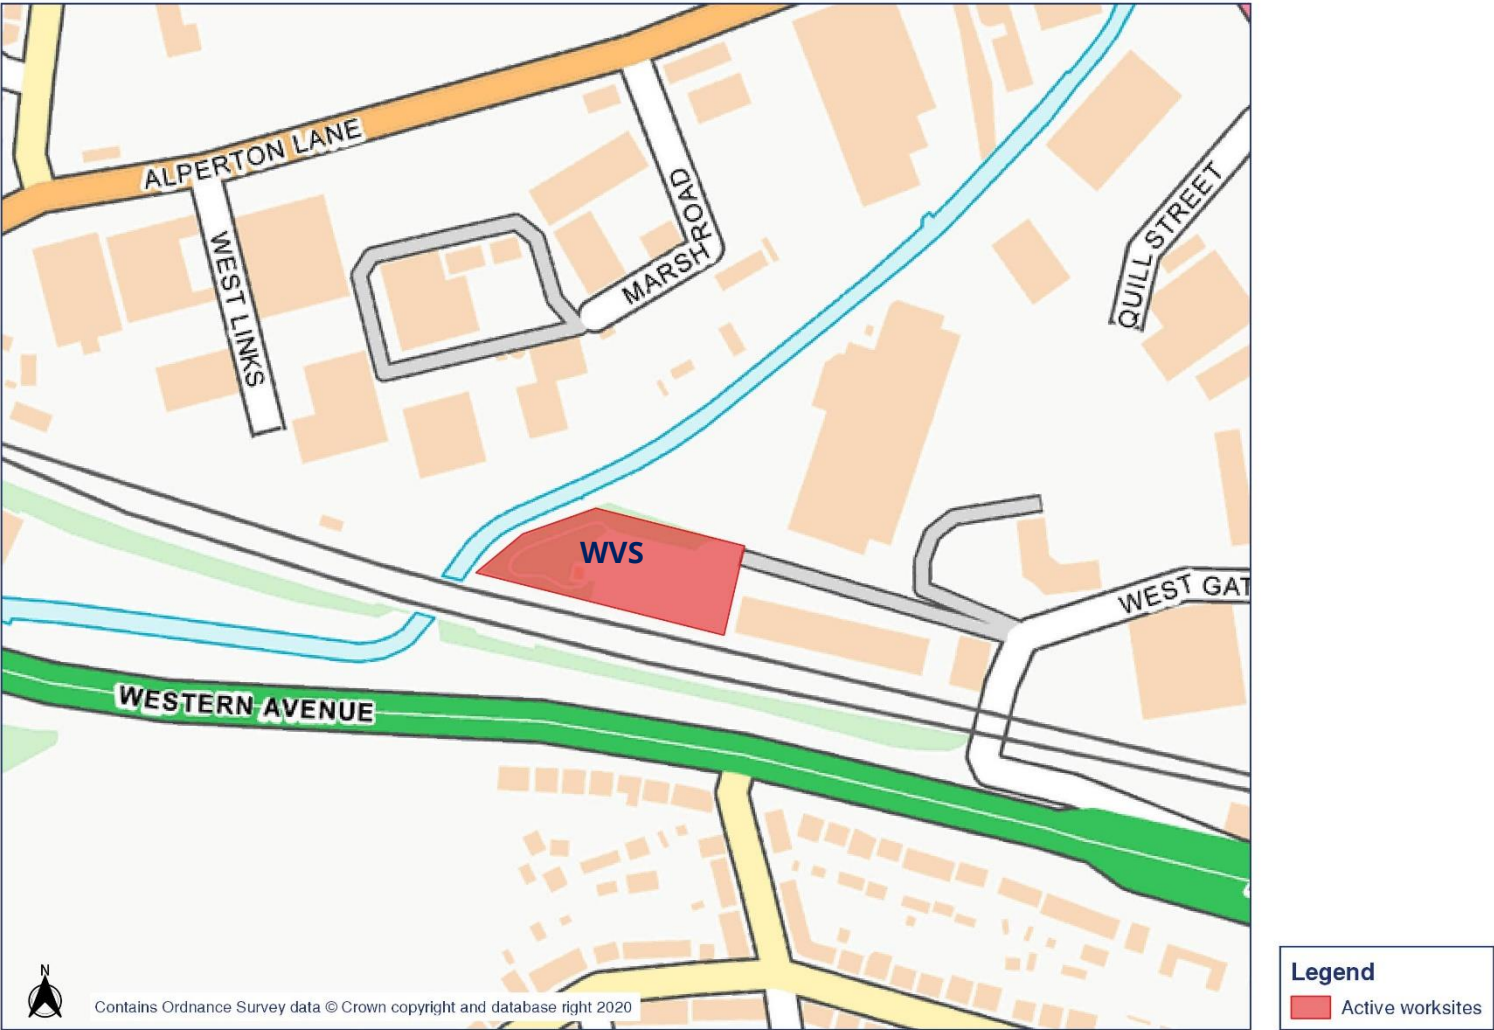 ALPERTON LANE
WEST LINKS
MARSH ROAD
QUILL STREET
WVS
WEST GAT
WESTERN AVENUE
N
Contains Ordnance Survey data © Crown copyright and database right 2020
Legend
Active worksites